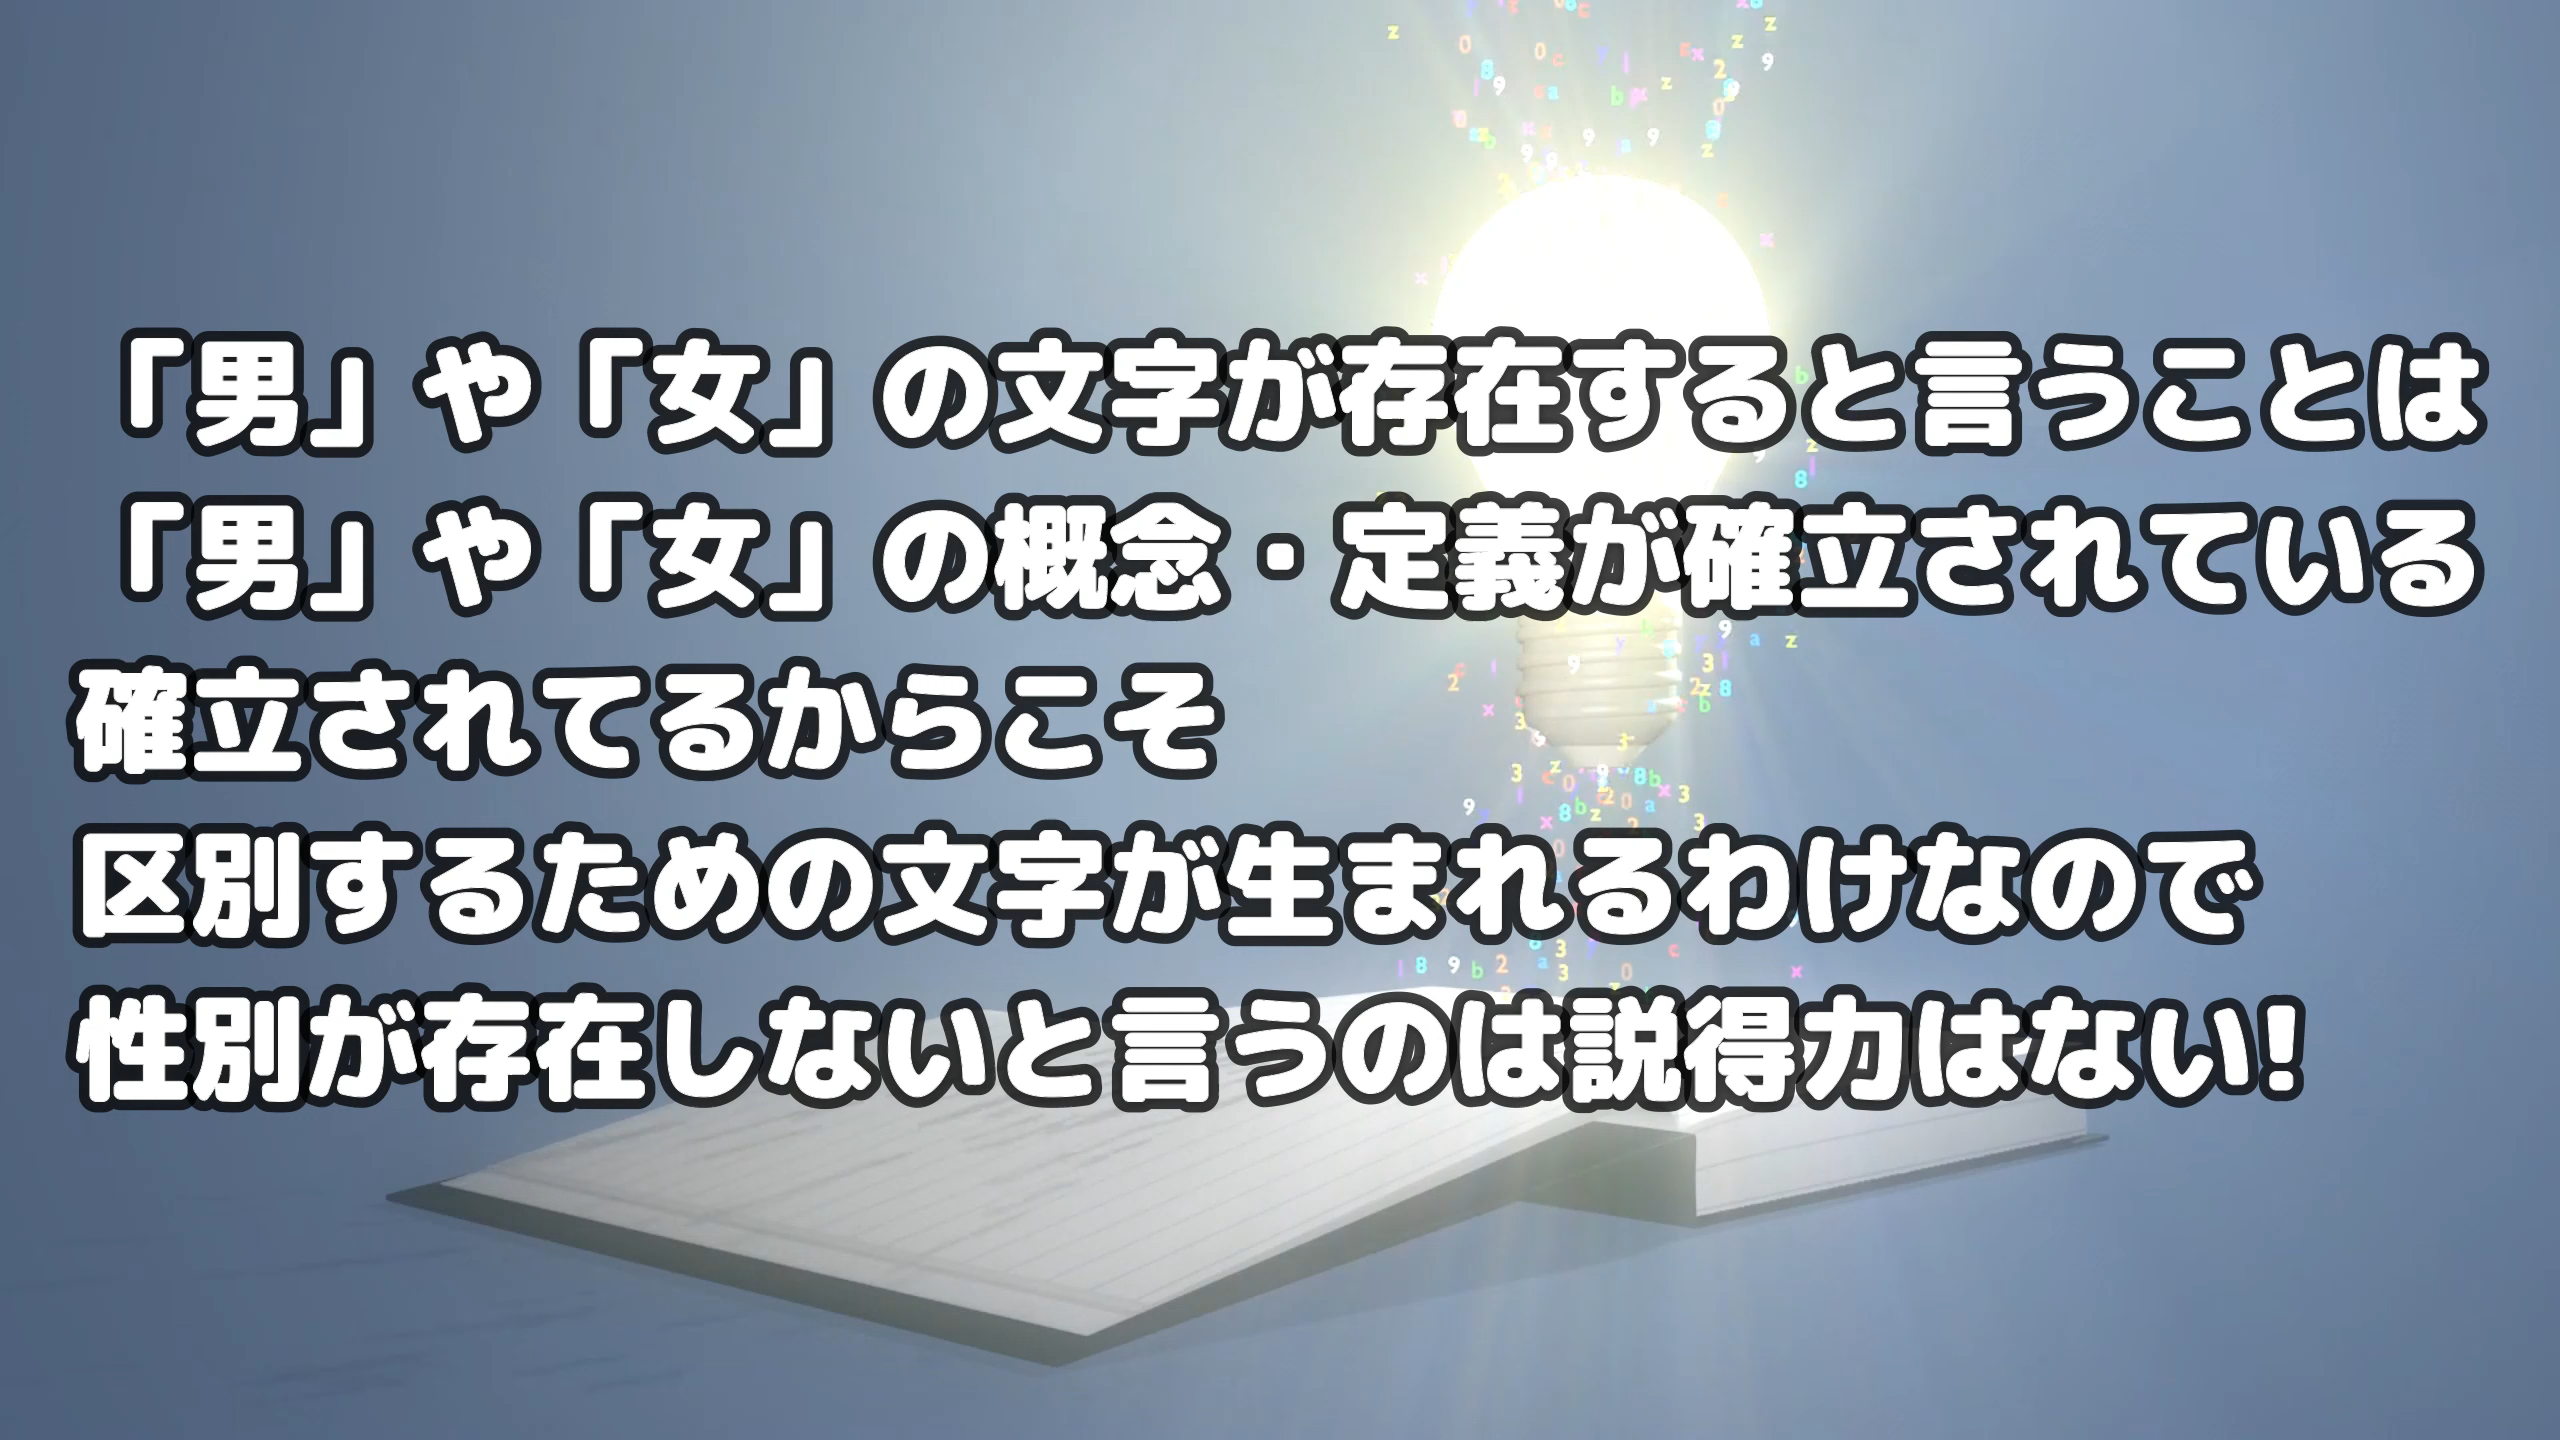 「男」や「女」の文字が存在すると言うことは
「男」や「女」の概念・定義が確立されている
確立されてるからこそ
区別するための文字が生まれるわけなので
性別が存在しないと言うのは説得力はない!